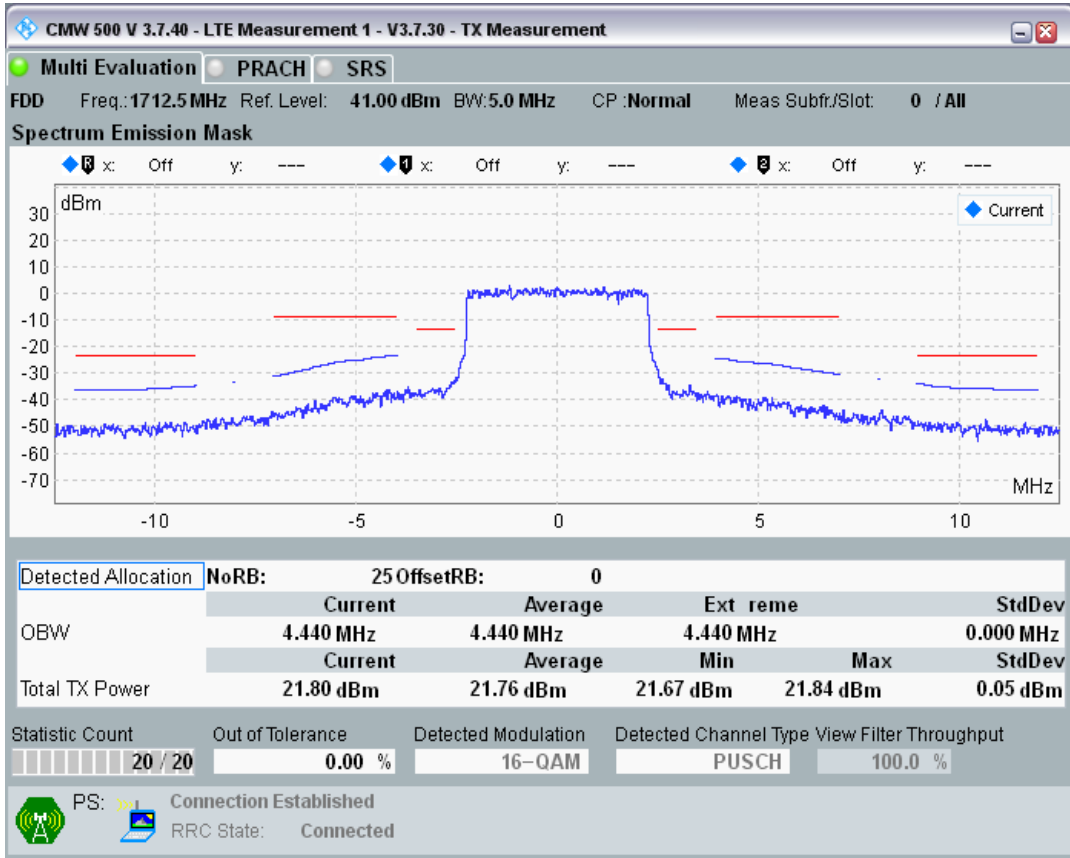 CMW 500 V 3.7.40 - LTE Measurement 1 - V3.7.30 - TX Measurement
Multi Evaluation PRACH SRS
FDD Freq.: 1712.5 MHz Ref. Level: 41.00 dBm BW: 5.0 MHz CP : Normal Meas Subfr./Slot: 0 / All
Spectrum Emission Mask
R x: Off y: --- 1 x: Off y: --- 2 x: Off y: ---
dBm
Current
30
20
10
0
-10
-20
-30
-40
-50
-60
-70
MHz
-10 -5 0 5 10
Detected Allocation NoRB: 25 OffsetRB: 0
Current Average Ext reme StdDev
OBW 4.440 MHz 4.440 MHz 4.440 MHz 0.000 MHz
Current Average Min Max StdDev
Total TX Power 21.80 dBm 21.76 dBm 21.67 dBm 21.84 dBm 0.05 dBm
Statistic Count Out of Tolerance Detected Modulation Detected Channel Type View Filter Throughput
20 / 20 0.00 % 16-QAM PUSCH 100.0 %
PS: Connection Established
RRC State: Connected